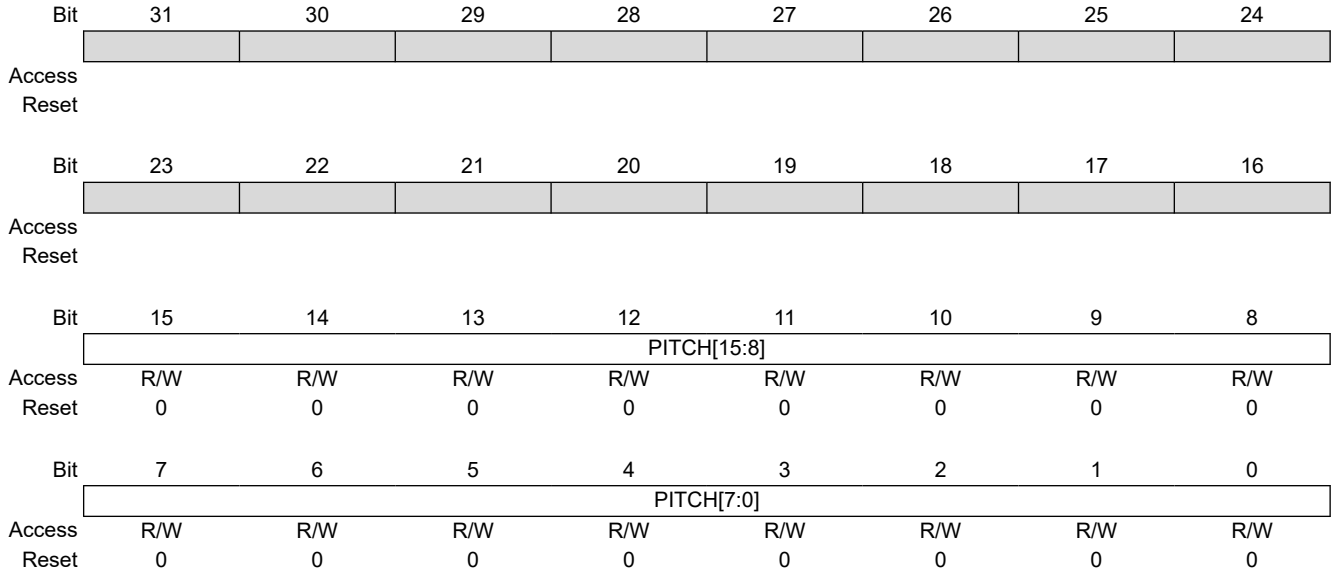 Bit 31 30 29 28 27 26 25 24
Access
Reset
Bit 23 22 21 20 19 18 17 16
Access
Reset
Bit 15 14 13 12 11 10 9 8
PITCH[15:8]
Access R/W R/W R/W R/W R/W R/W R/W R/W
Reset 0 0 0 0 0 0 0 0
Bit 7 6 5 4 3 2 1 0
PITCH[7:0]
Access R/W R/W R/W R/W R/W R/W R/W R/W
Reset 0 0 0 0 0 0 0 0